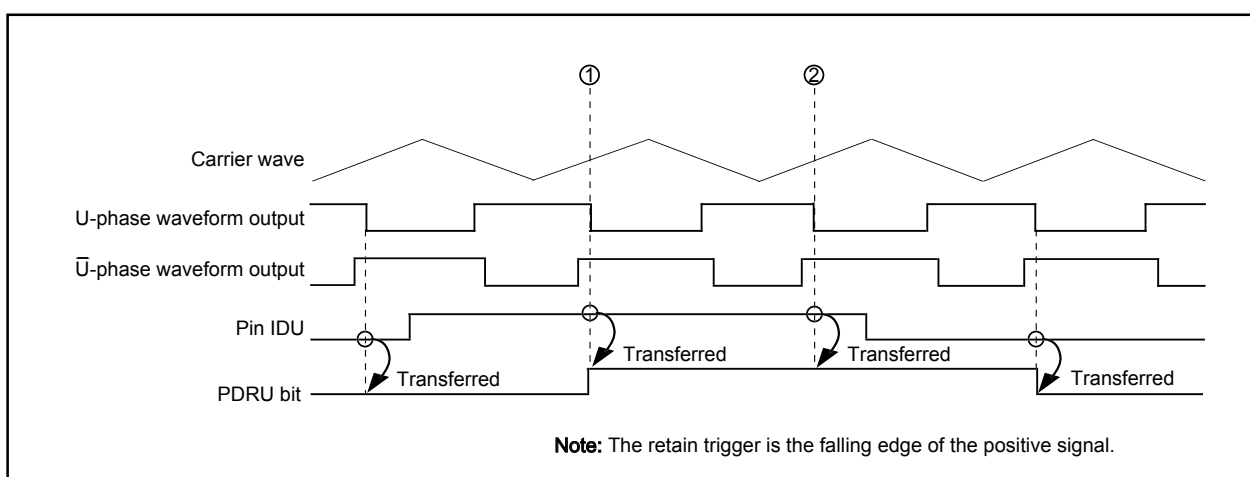 ① ②
Carrier wave
U-phase waveform output
U̅-phase waveform output
Pin IDU
Transferred Transferred
Transferred Transferred
PDRU bit
Note: The retain trigger is the falling edge of the positive signal.